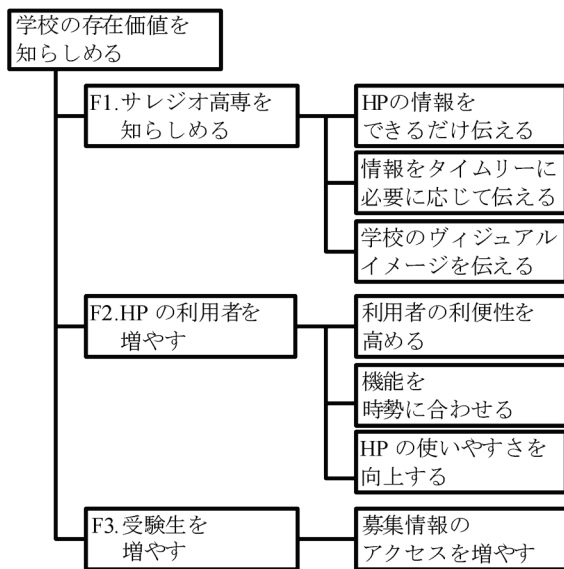 学校の存在価値を
知らしめる
F1.サレジオ高専を
知らしめる
HPの情報を
できるだけ伝える
情報をタイムリーに
必要に応じて伝える
学校のヴィジュアル
イメージを伝える
F2.HP の利用者を
増やす
利用者の利便性を
高める
機能を
時勢に合わせる
HP の使いやすさを
向上する
F3.受験生を
増やす
募集情報の
アクセスを増やす